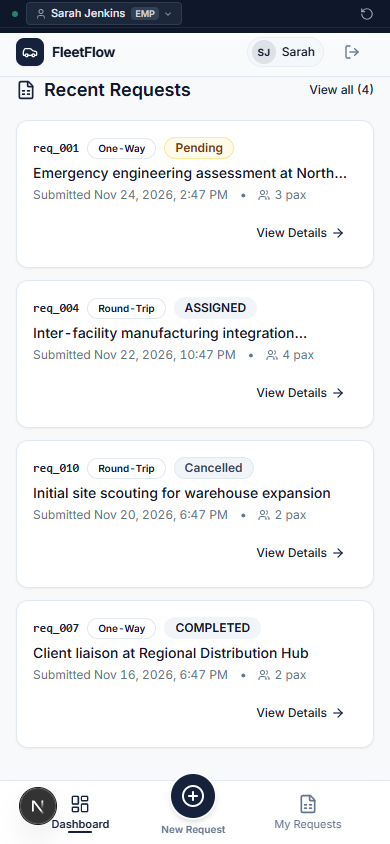 Sarah Jenkins EMP
FleetFlow
SJ Sarah
Recent Requests
View all (4)
req_001 One-Way Pending
Emergency engineering assessment at North...
Submitted Nov 24, 2026, 2:47 PM • 3 pax
View Details →
req_004 Round-Trip ASSIGNED
Inter-facility manufacturing integration...
Submitted Nov 22, 2026, 10:47 PM • 4 pax
View Details →
req_010 Round-Trip Cancelled
Initial site scouting for warehouse expansion
Submitted Nov 20, 2026, 6:47 PM • 2 pax
View Details →
req_007 One-Way COMPLETED
Client liaison at Regional Distribution Hub
Submitted Nov 16, 2026, 6:47 PM • 2 pax
View Details →
N
Dashboard
New Request
My Requests